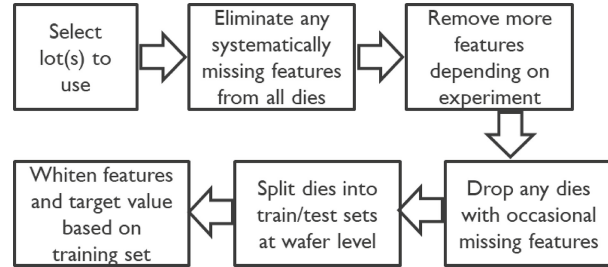 Select
lot(s) to
use
Eliminate any
systematically
missing features
from all dies
Remove more
features
depending on
experiment
Drop any dies
with occasional
missing features
Split dies into
train/test sets
at wafer level
Whiten features
and target value
based on
training set